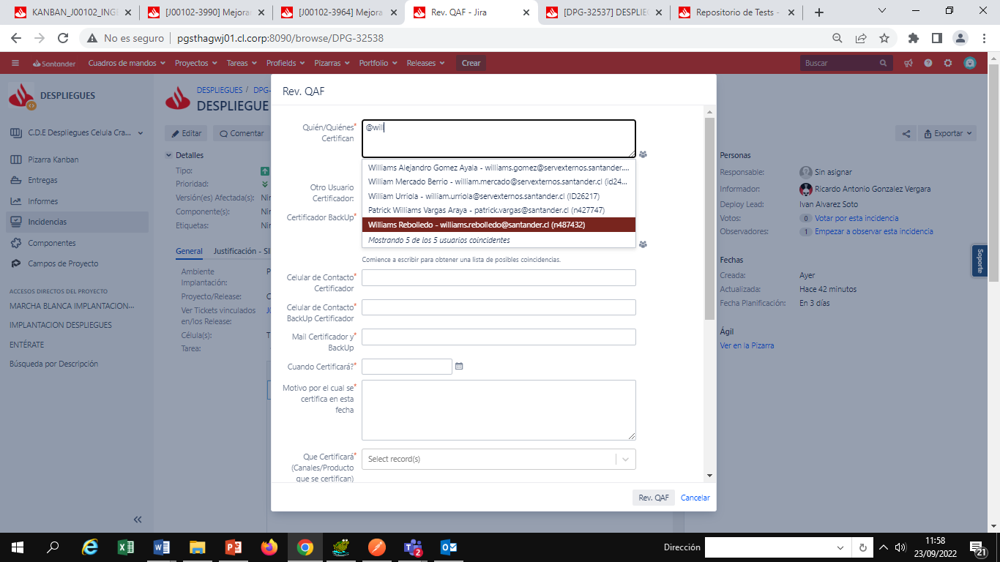 KANBAN_J00102_INGE
[J00102-3990] Mejorar
[J00102-3964] Mejora
Rev. QAF - Jira
[DPG-32537] DESPLIEG
Repositorio de Tests -
No es seguro | pgsthagwj01.cl.corp:8090/browse/DPG-32538
Santander
Cuadros de mandos
Proyectos
Tareas
Prefields
Pizarras
Portfolio
Releases
Crear
Buscar
DESPLIEGUES
C.D.E Despliegues Celula Cra...
Pizarra Kanban
Entregas
Informes
Incidencias
Componentes
Campos de Proyecto
ACCESOS DIRECTOS DEL PROYECTO
MARCHA BLANCA IMPLANTACION...
IMPLANTACION DESPLIEGUES
ENTÉRATE
Búsqueda por Descripción
DESPLIEGUES / DPG-
DESPLIEGUE
Editar
Comentar
Exportar
Detalles
Tipo:
Prioridad:
Versión(es) Afectada(s): Nin
Componente(s): Nin
Etiquetas: Nin
General
Justificación - SI
Ambiente
Implantación:
Proyecto/Release:
Ver Tickets vinculados
en/los Release:
Célula(s):
Tarea:
Rev. QAF
Quién/Quiénes*
Certifican
@will
Williams Alejandro Gomez Ayala - williams.gomez@servexternos.santander....
William Mercado Berrio - william.mercado@servexternos.santander.cl (id24...
William Urriola - william.urriola@servexternos.santander.cl (ID26217)
Patrick Williams Vargas Araya - patrick.vargas@santander.cl (n427747)
Williams Rebolledo - williams.rebolledo@santander.cl (n487432)
Mostrando 5 de los 5 usuarios coincidentes
Otro Usuario
Certificador:
Certificador BackUp*
Comience a escribir para obtener una lista de posibles coincidencias.
Celular de Contacto*
Certificador
Celular de Contacto*
BackUp Certificador
Mail Certificador y*
BackUp
Cuando Certificará?*
Motivo por el cual se*
certifica en esta
fecha
Que Certificará*
(Canales/Producto
que se certifican)
Select record(s)
Rev. QAF
Cancelar
Personas
Responsable: Sin asignar
Informador: Ricardo Antonio Gonzalez Vergara
Deploy Lead: Ivan Alvarez Soto
Votos: 0 Votar por esta incidencia
Observadores: 1 Empezar a observar esta incidencia
Fechas
Creada: Ayer
Actualizada: Hace 42 minutos
Fecha Planificación: En 3 días
Ágil
Ver en la Pizarra
Soporte
Dirección
11:58
23/09/2022
2
21